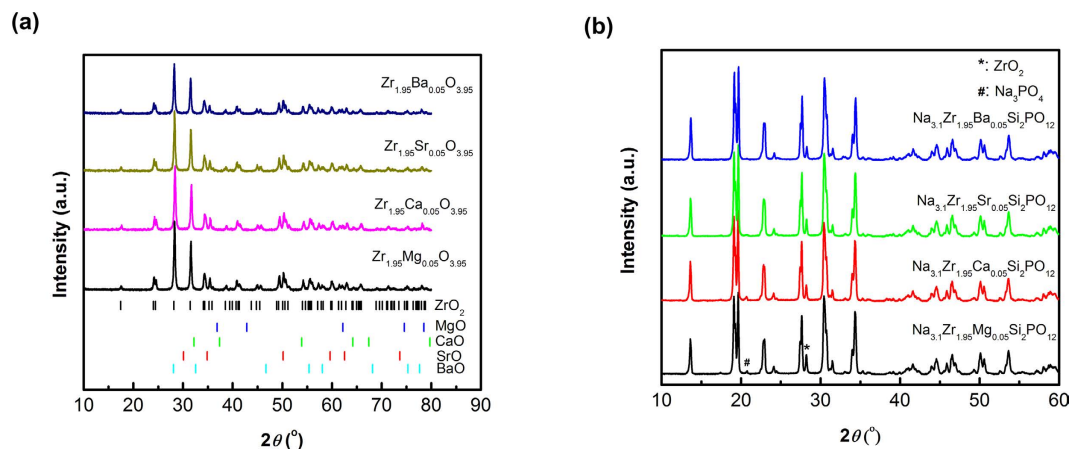 (a)
Zr1.95Ba0.05O3.95
Zr1.95Sr0.05O3.95
Zr1.95Ca0.05O3.95
Zr1.95Mg0.05O3.95
ZrO2
MgO
CaO
SrO
BaO
Intensity (a.u.)
10 20 30 40 50 60 70 80 90
2θ (°)
(b)
*: ZrO2
#: Na3PO4
Na3.1Zr1.95Ba0.05Si2PO12
Na3.1Zr1.95Sr0.05Si2PO12
Na3.1Zr1.95Ca0.05Si2PO12
Na3.1Zr1.95Mg0.05Si2PO12
*
#
Intensity (a.u.)
10 20 30 40 50 60
2θ (°)